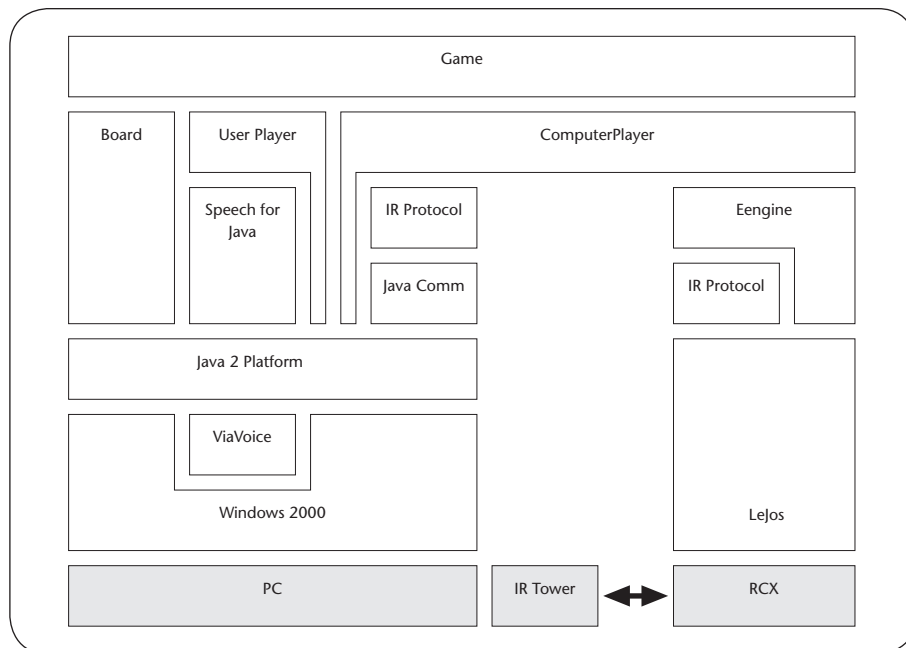 Game
Board
User Player
ComputerPlayer
Speech for
Java
IR Protocol
Eengine
Java Comm
IR Protocol
Java 2 Platform
ViaVoice
Windows 2000
LeJos
PC
IR Tower
RCX